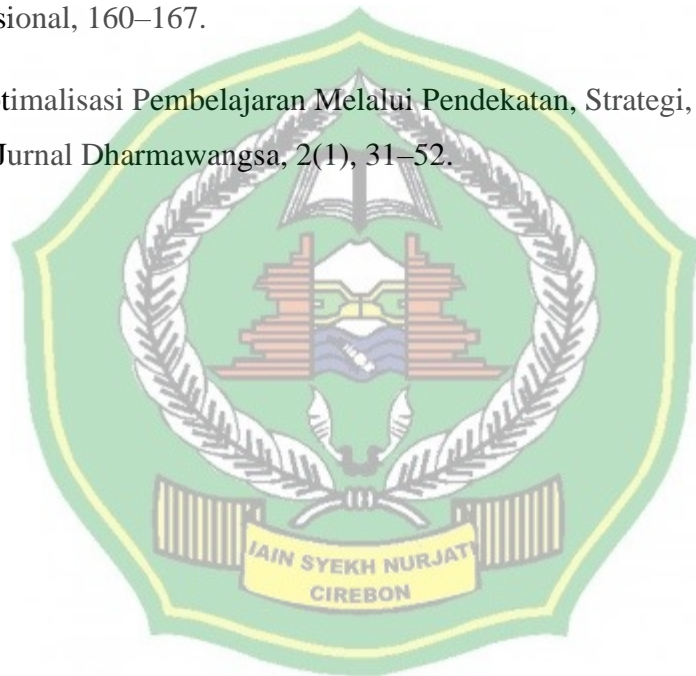 sional, 160–167.
timalisasi Pembelajaran Melalui Pendekatan, Strategi,
Jurnal Dharmawangsa, 2(1), 31–52.
IAIN SYEKH NURJATI
CIREBON